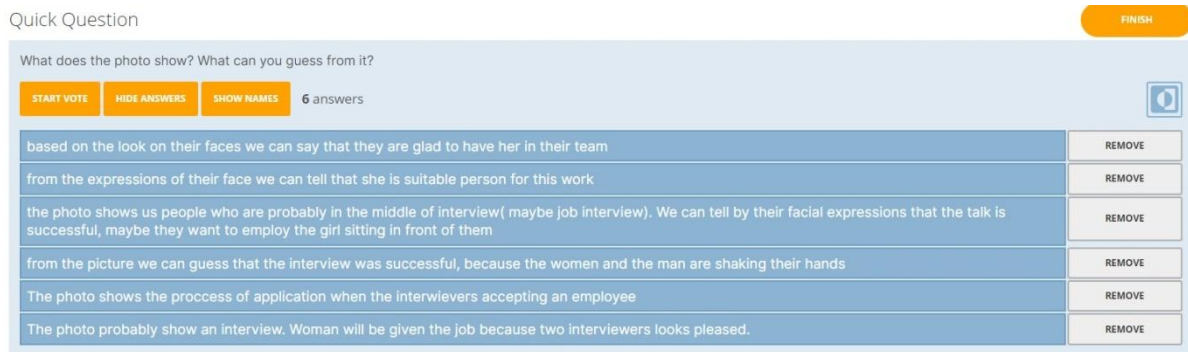 Quick Question
FINISH
What does the photo show? What can you guess from it?
START VOTE HIDE ANSWERS SHOW NAMES 6 answers
based on the look on their faces we can say that they are glad to have her in their team REMOVE
from the expressions of their face we can tell that she is suitable person for this work REMOVE
the photo shows us people who are probably in the middle of interview( maybe job interview). We can tell by their facial expressions that the talk is
successful, maybe they want to employ the girl sitting in front of them
REMOVE
from the picture we can guess that the interview was successful, because the women and the man are shaking their hands REMOVE
The photo shows the proccess of application when the interwievers accepting an employee REMOVE
The photo probably show an interview. Woman will be given the job because two interviewers looks pleased. REMOVE